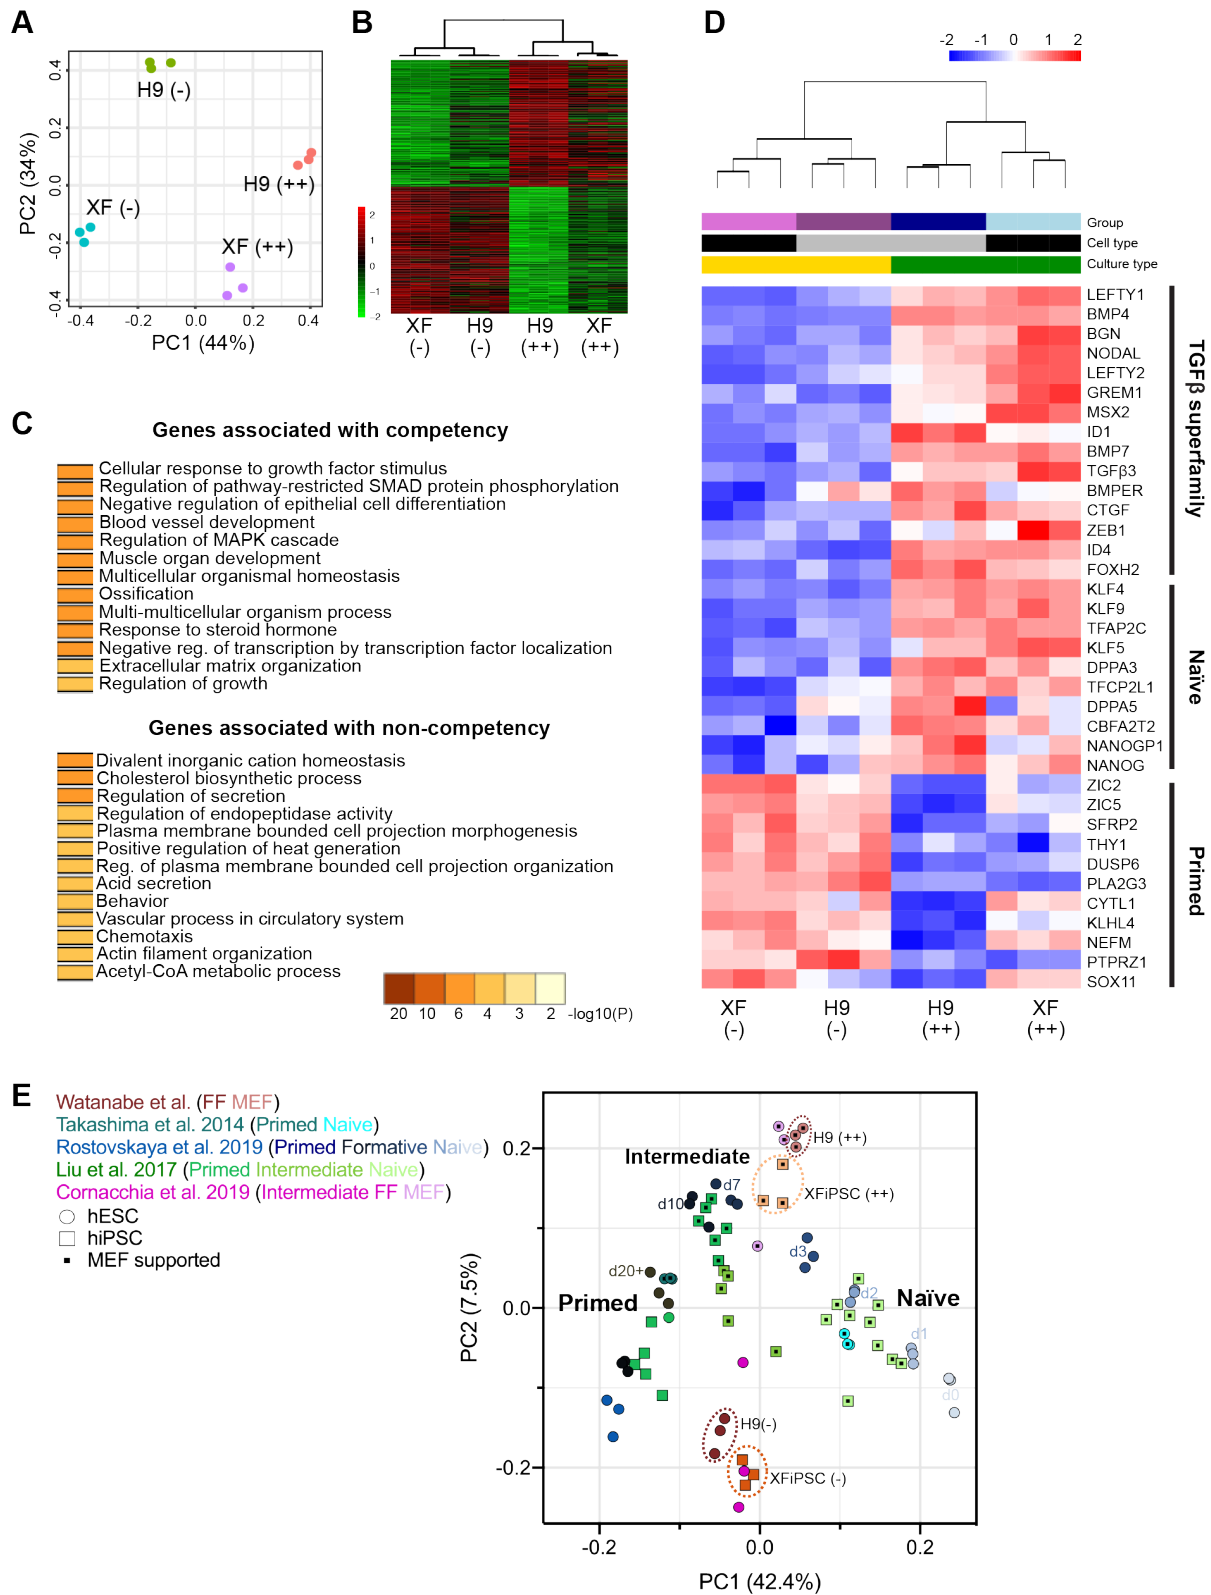 A
0.4
0.2
0.0
-0.2
-0.4
PC2 (34%)
H9 (-)
H9 (++)
XF (-)
XF (++)
-0.4
-0.2
0.0
0.2
0.4
PC1 (44%)
B
2
1
0
-1
-2
XF
(-)
H9
(-)
H9
(++)
XF
(++)
C
Genes associated with competency
Cellular response to growth factor stimulus
Regulation of pathway-restricted SMAD protein phosphorylation
Negative regulation of epithelial cell differentiation
Blood vessel development
Regulation of MAPK cascade
Muscle organ development
Multicellular organismal homeostasis
Ossification
Multi-multicellular organism process
Response to steroid hormone
Negative reg. of transcription by transcription factor localization
Extracellular matrix organization
Regulation of growth
Genes associated with non-competency
Divalent inorganic cation homeostasis
Cholesterol biosynthetic process
Regulation of secretion
Regulation of endopeptidase activity
Plasma membrane bounded cell projection morphogenesis
Positive regulation of heat generation
Reg. of plasma membrane bounded cell projection organization
Acid secretion
Behavior
Vascular process in circulatory system
Chemotaxis
Actin filament organization
Acetyl-CoA metabolic process
20 10 6 4 3 2 -log10(P)
D
-2 -1 0 1 2
Group
Cell type
Culture type
LEFTY1
BMP4
BGN
NODAL
LEFTY2
GREM1
MSX2
ID1
BMP7
TGFβ3
BMPER
CTGF
ZEB1
ID4
FOXH2
KLF4
KLF9
TFAP2C
KLF5
DPPA3
TFCP2L1
DPPA5
CBFA2T2
NANOGP1
NANOG
ZIC2
ZIC5
SFRP2
THY1
DUSP6
PLA2G3
CYTL1
KLHL4
NEFM
PTPRZ1
SOX11
TGFβ superfamily
Naïve
Primed
XF
(-)
H9
(-)
H9
(++)
XF
(++)
E
Watanabe et al. (FF MEF)
Takashima et al. 2014 (Primed Naive)
Rostovskaya et al. 2019 (Primed Formative Naive)
Liu et al. 2017 (Primed Intermediate Naive)
Cornacchia et al. 2019 (Intermediate FF MEF)
hESC
hiPSC
MEF supported
PC2 (7.5%)
0.2
0.0
-0.2
H9 (++)
Intermediate
XFiPSC (++)
d7
d10
d3
d20+
d2
Primed
Naïve
d1
d0
H9(-)
XFiPSC (-)
-0.2
0.0
0.2
PC1 (42.4%)